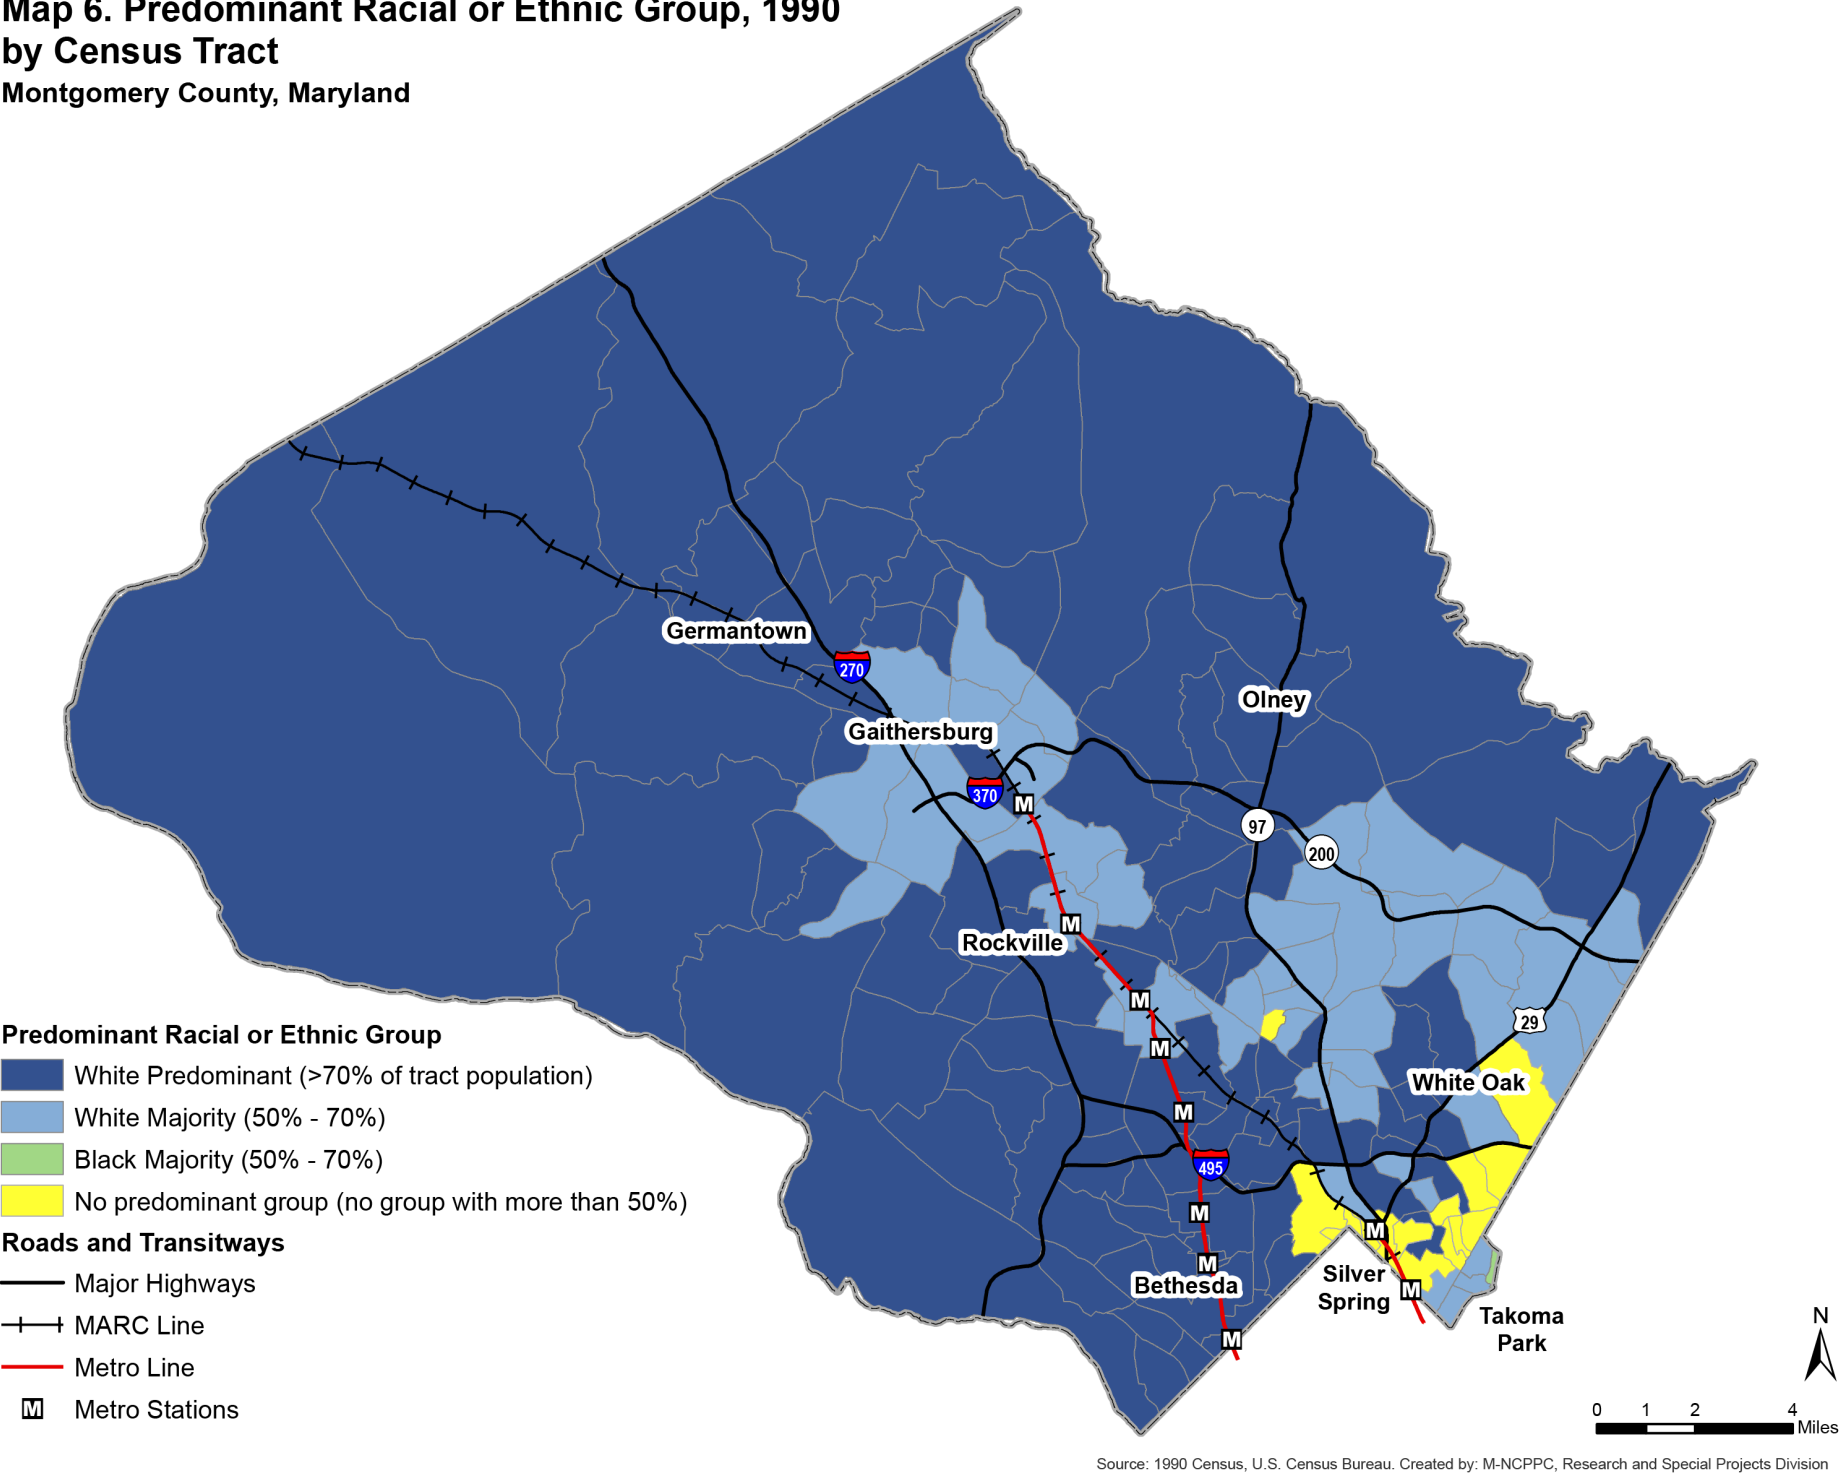 Map 6. Predominant Racial or Ethnic Group, 1990
by Census Tract
Montgomery County, Maryland
Germantown
270
Gaithersburg
370
M
Olney
97
200
M
Rockville
M
29
M
White Oak
M
495
M
M
M
Bethesda
Silver
Spring
M
Takoma
Park
M
Predominant Racial or Ethnic Group
White Predominant (>70% of tract population)
White Majority (50% - 70%)
Black Majority (50% - 70%)
No predominant group (no group with more than 50%)
Roads and Transitways
Major Highways
MARC Line
Metro Line
M Metro Stations
N
0 1 2 4
Miles
Source: 1990 Census, U.S. Census Bureau. Created by: M-NCPPC, Research and Special Projects Division